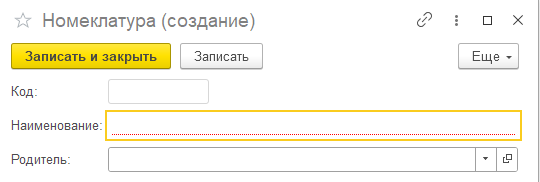 Номеклатура (создание)
Записать и закрыть Записать Еще
Код:
Наименование:
Родитель: